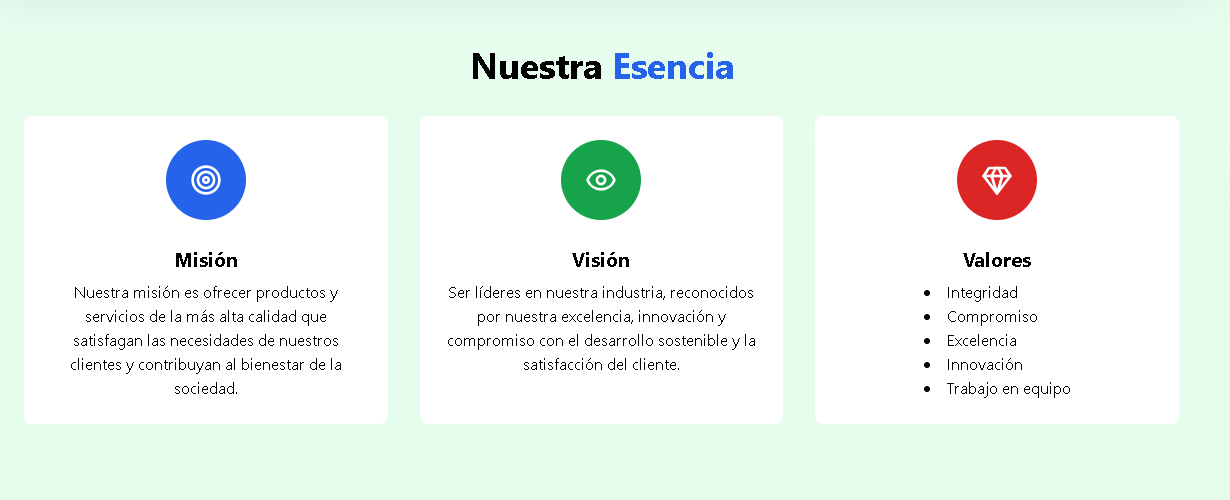 Nuestra Esencia
Misión
Nuestra misión es ofrecer productos y
servicios de la más alta calidad que
satisfagan las necesidades de nuestros
clientes y contribuyan al bienestar de la
sociedad.
Visión
Ser líderes en nuestra industria, reconocidos
por nuestra excelencia, innovación y
compromiso con el desarrollo sostenible y la
satisfacción del cliente.
Valores
• Integridad
• Compromiso
• Excelencia
• Innovación
• Trabajo en equipo